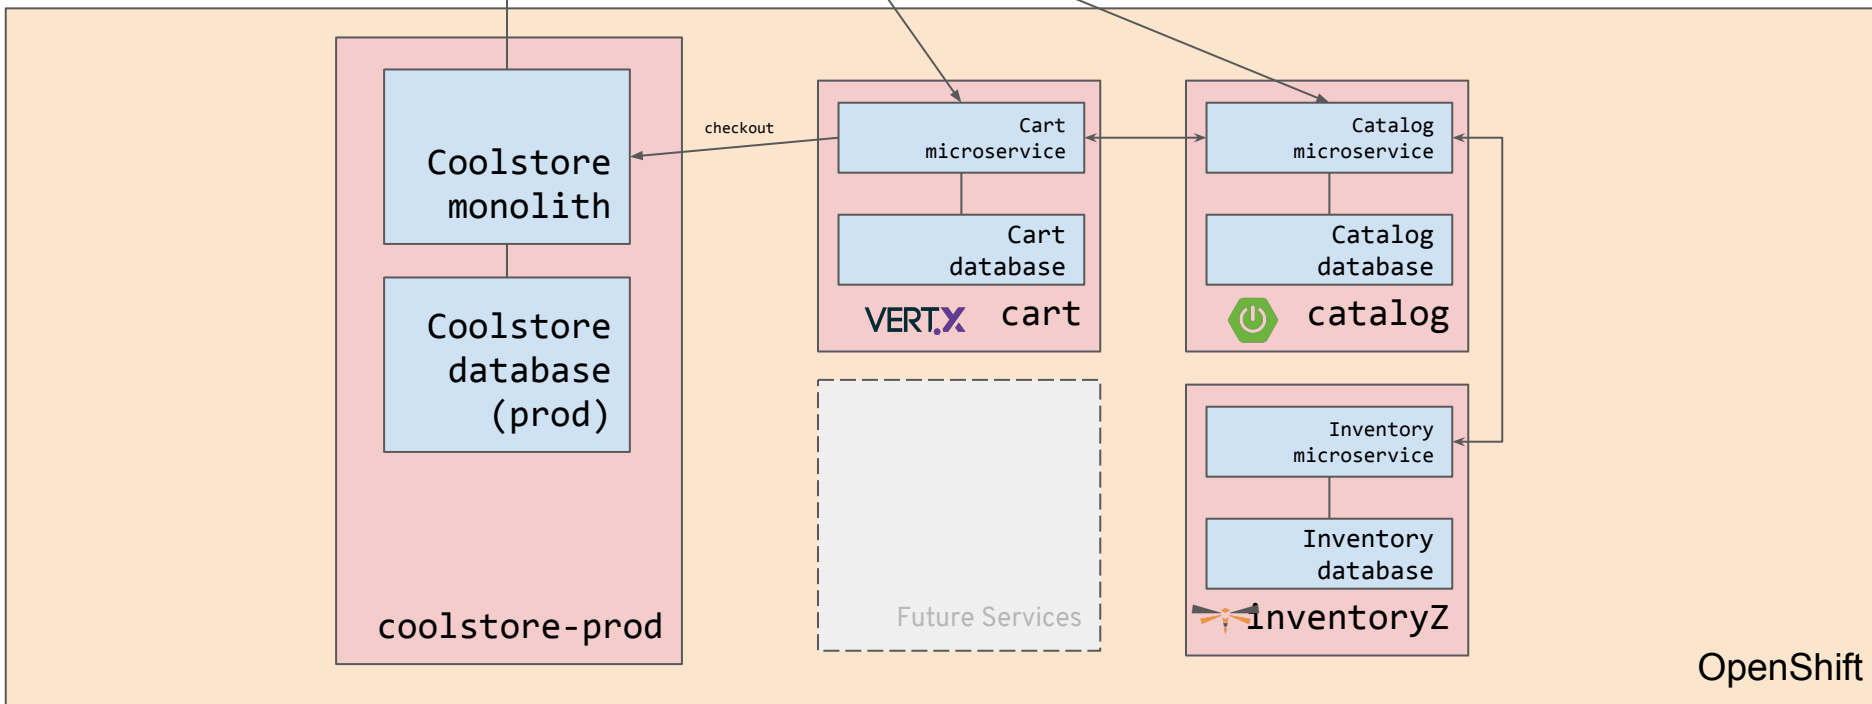 Coolstore
monolith
Coolstore
database
(prod)
coolstore-prod
checkout
Cart
microservice
Cart
database
VERT.X
cart
Catalog
microservice
Catalog
database
catalog
Future Services
Inventory
microservice
Inventory
database
inventoryZ
OpenShift